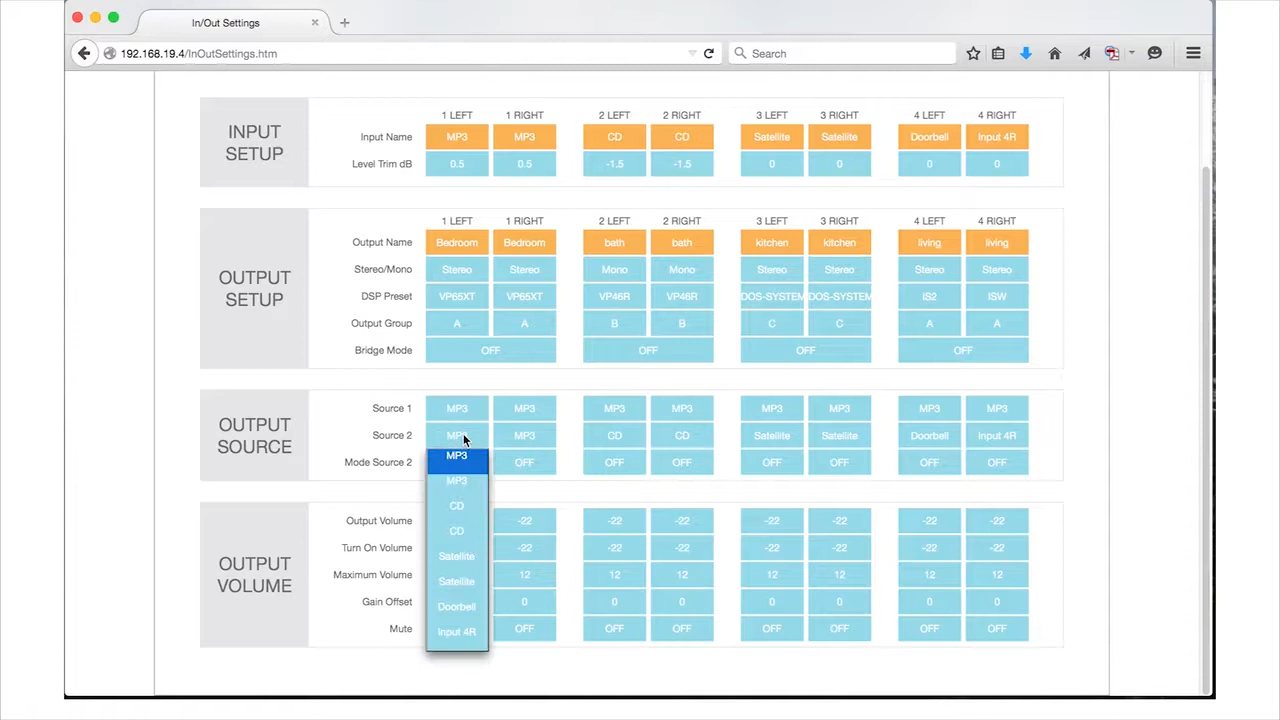 In/Out Settings
192.168.19.4/InOutSettings.htm
Search
INPUT SETUP
1 LEFT 1 RIGHT 2 LEFT 2 RIGHT 3 LEFT 3 RIGHT 4 LEFT 4 RIGHT
Input Name MP3 MP3 CD CD Satellite Satellite Doorbell Input 4R
Level Trim dB 0.5 0.5 -1.5 -1.5 0 0 0 0
OUTPUT SETUP
1 LEFT 1 RIGHT 2 LEFT 2 RIGHT 3 LEFT 3 RIGHT 4 LEFT 4 RIGHT
Output Name Bedroom Bedroom bath bath kitchen kitchen living living
Stereo/Mono Stereo Stereo Mono Mono Stereo Stereo Stereo Stereo
DSP Preset VP65XT VP65XT VP46R VP46R DOS-SYSTEM DOS-SYSTEM IS2 ISW
Output Group A A B B C C A A
Bridge Mode OFF OFF OFF OFF
OUTPUT SOURCE
Source 1 MP3 MP3 MP3 MP3 MP3 MP3 MP3 MP3
Source 2 MP3 MP3 CD CD Satellite Satellite Doorbell Input 4R
Mode Source 2 OFF OFF OFF OFF OFF OFF OFF
MP3
MP3
CD
CD
Satellite
Satellite
Doorbell
Input 4R
OUTPUT VOLUME
Output Volume -22 -22 -22 -22 -22 -22 -22
Turn On Volume -22 -22 -22 -22 -22 -22 -22
Maximum Volume 12 12 12 12 12 12 12
Gain Offset 0 0 0 0 0 0 0
Mute OFF OFF OFF OFF OFF OFF OFF